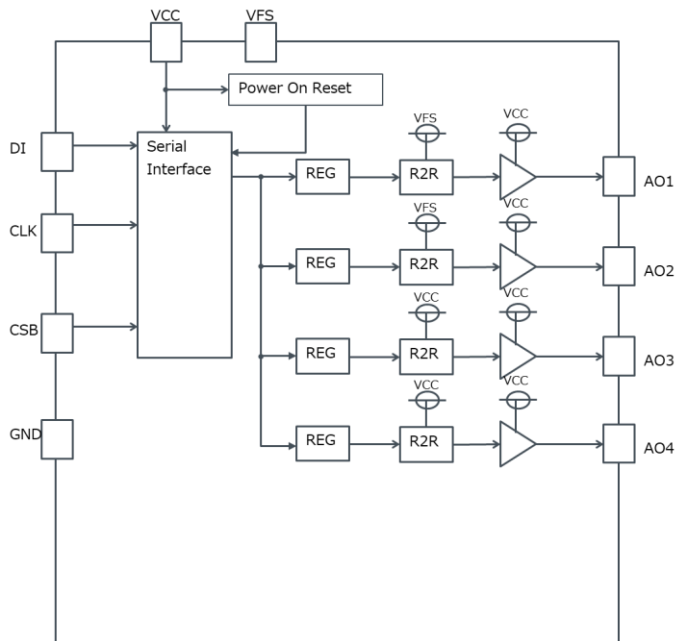 VCC
VFS
Power On Reset
VFS
VCC
DI
Serial
Interface
REG
R2R
AO1
CLK
VFS
VCC
REG
R2R
AO2
CSB
VCC
VCC
REG
R2R
AO3
VCC
VCC
GND
REG
R2R
AO4